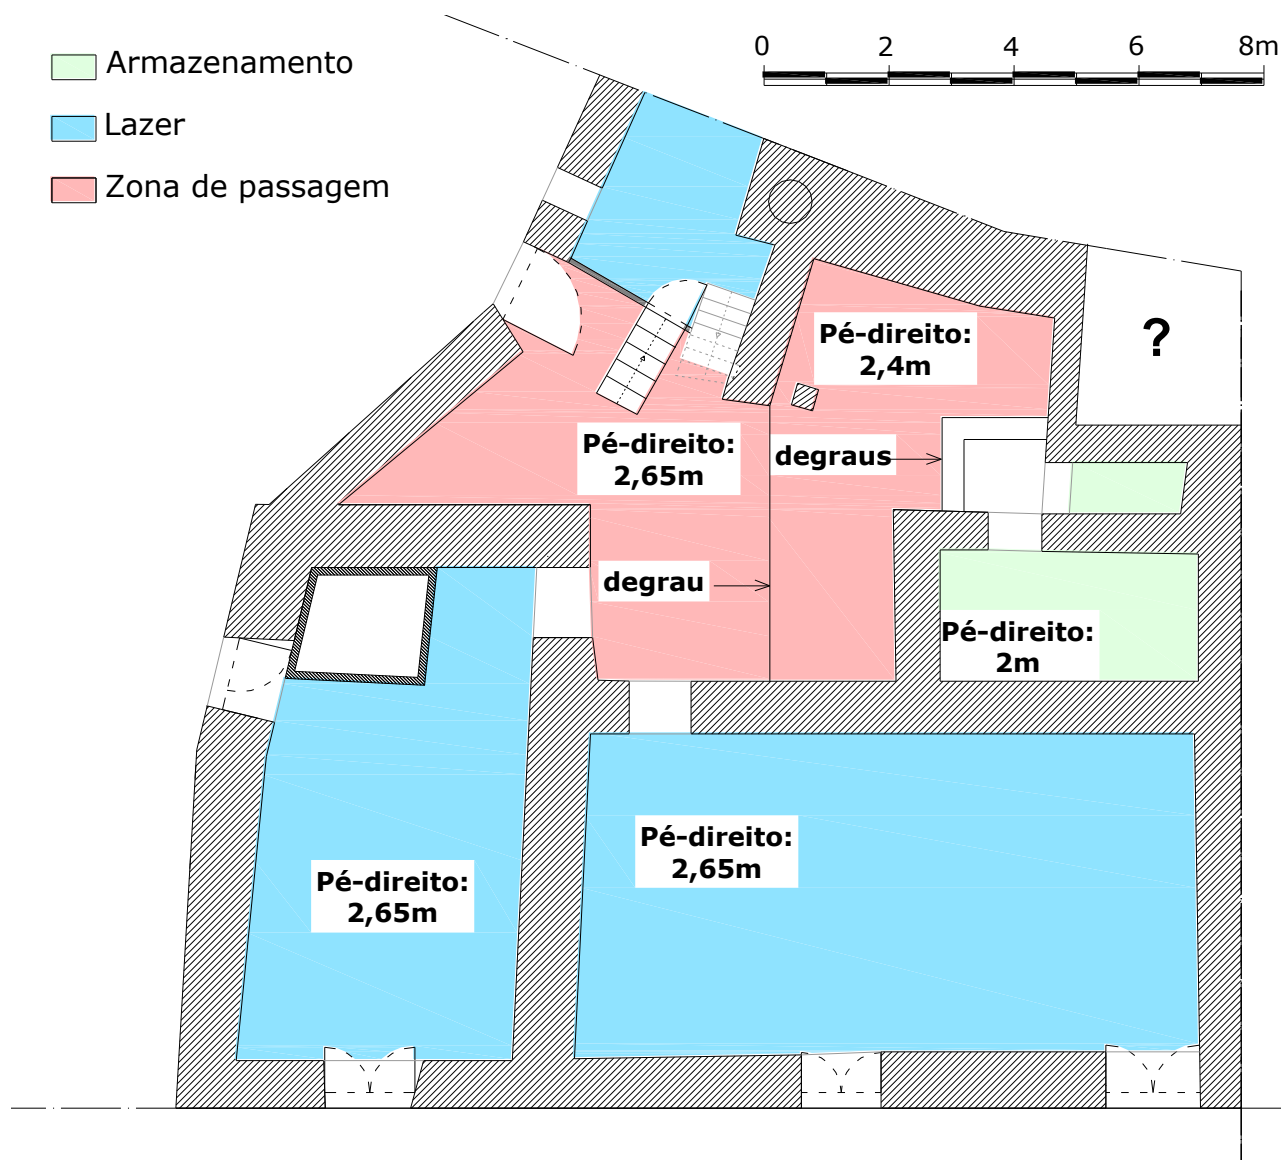 Armazenamento
Lazer
Zona de passagem
0 2 4 6 8m
Pé-direito:
2,4m
?
Pé-direito:
2,65m
degraus
degrau
Pé-direito:
2m
Pé-direito:
2,65m
Pé-direito:
2,65m